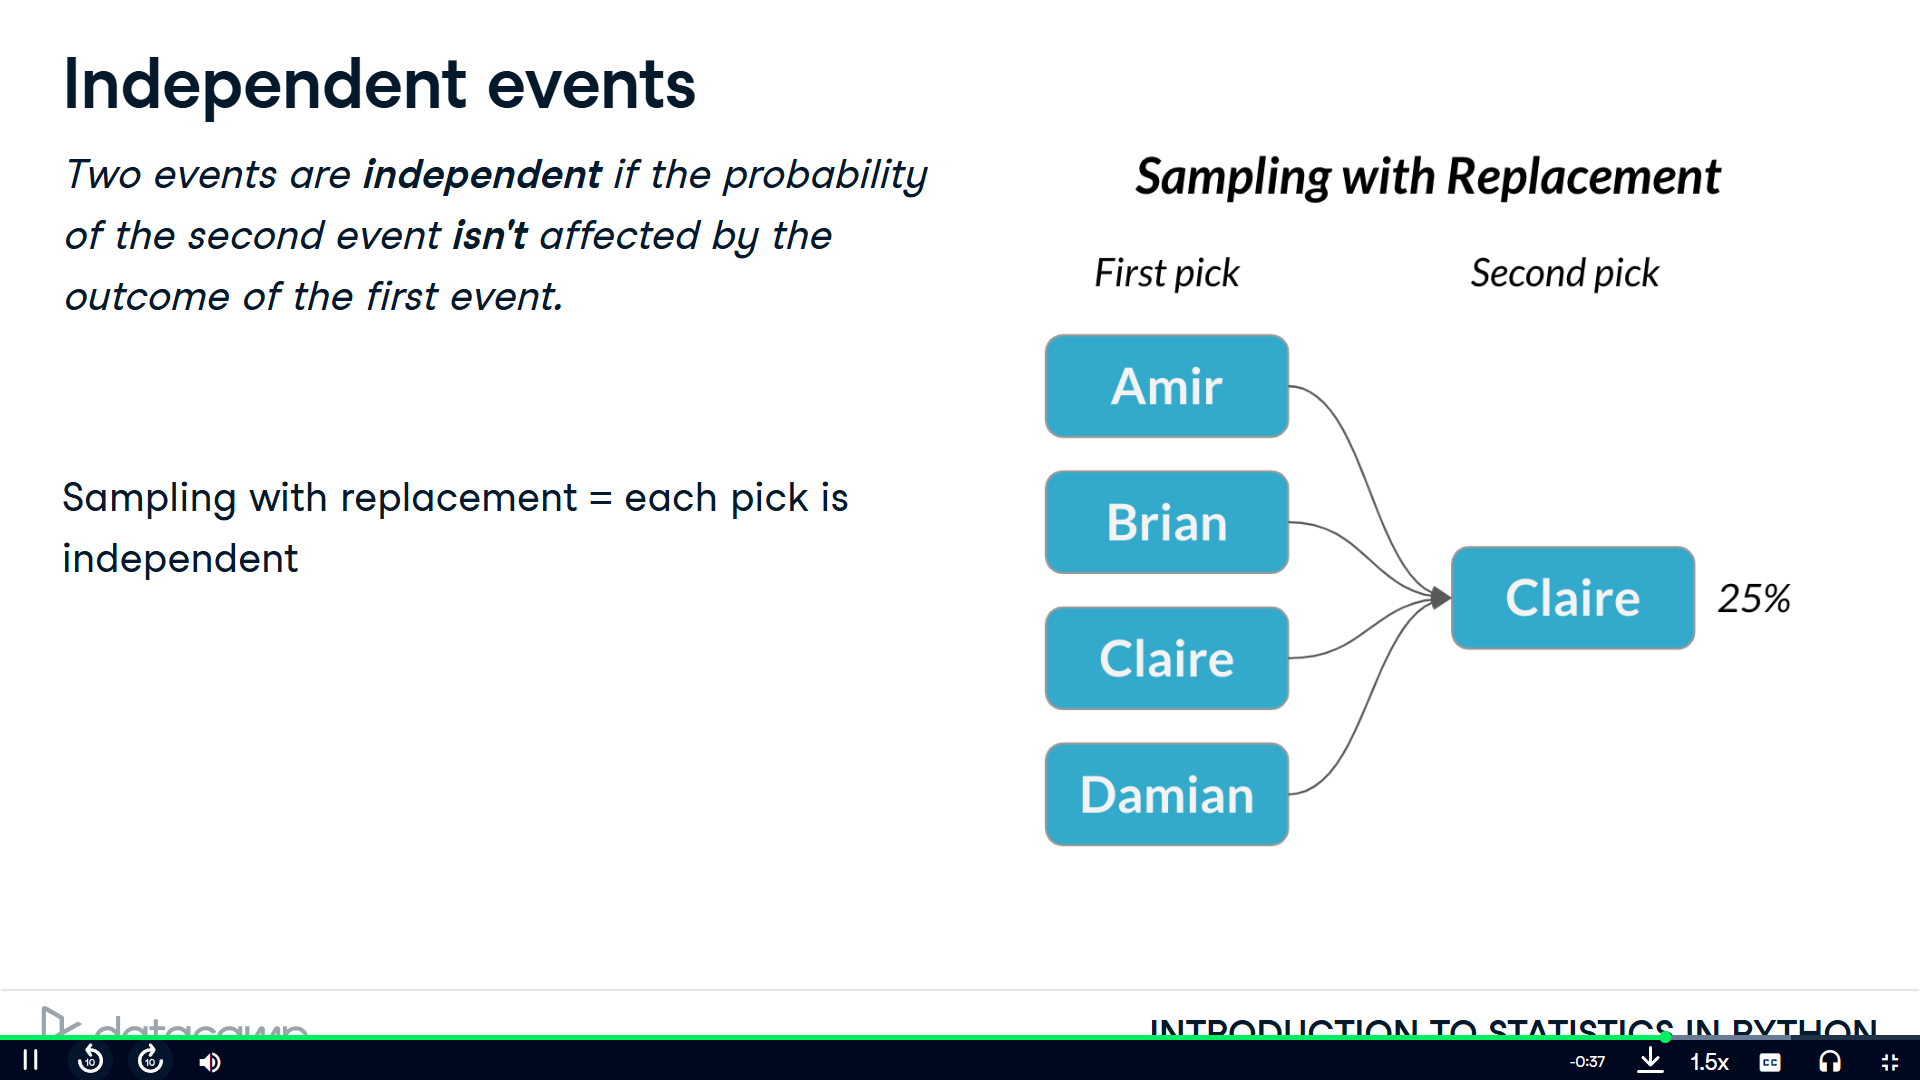 Independent events
Two events are independent if the probability
of the second event isn't affected by the
outcome of the first event.
Sampling with replacement = each pick is
independent
Sampling with Replacement
First pick
Second pick
Amir
Brian
Claire
Damian
Claire
25%
datacamp
INTRODUCTION TO STATISTICS IN PYTHON
10
10
-0:37
1.5x
CC